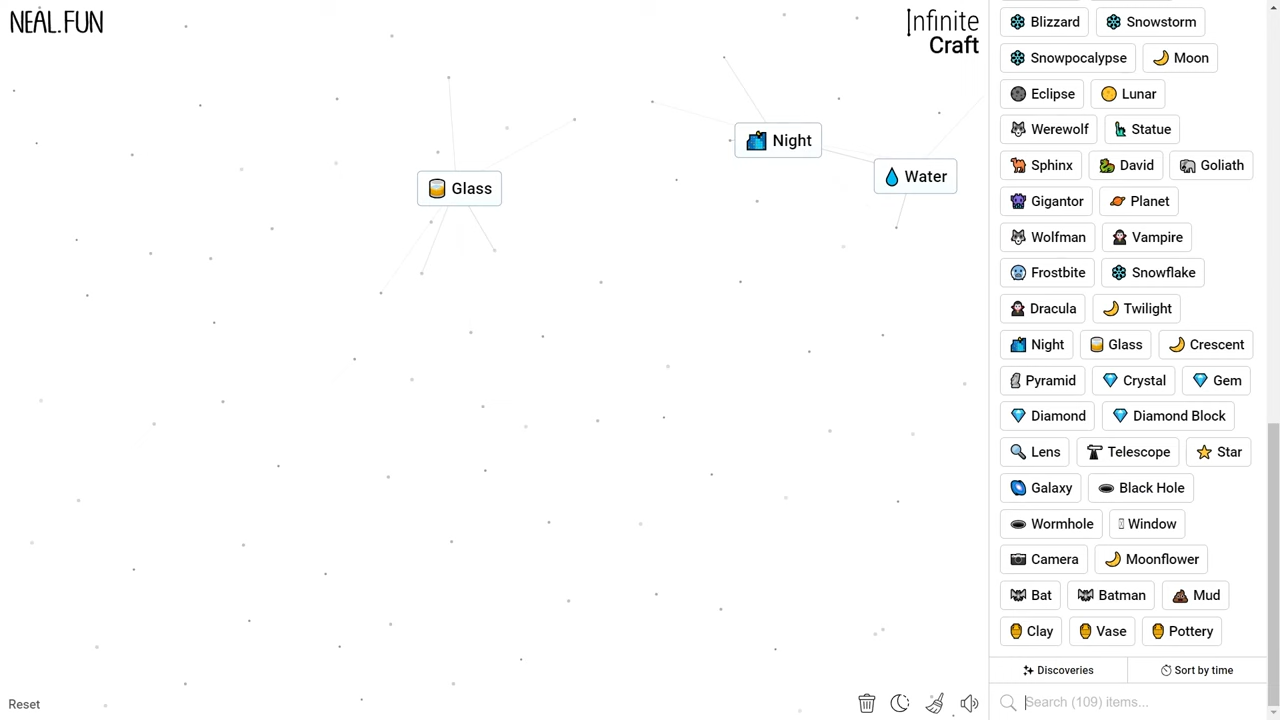 NEAL.FUN
Infinite
Craft
Night
Water
Glass
Blizzard Snowstorm
Snowpocalypse Moon
Eclipse Lunar
Werewolf Statue
Sphinx David Goliath
Gigantor Planet
Wolfman Vampire
Frostbite Snowflake
Dracula Twilight
Night Glass Crescent
Pyramid Crystal Gem
Diamond Diamond Block
Lens Telescope Star
Galaxy Black Hole
Wormhole Window
Camera Moonflower
Bat Batman Mud
Clay Vase Pottery
Discoveries Sort by time
Search (109) items...
Reset